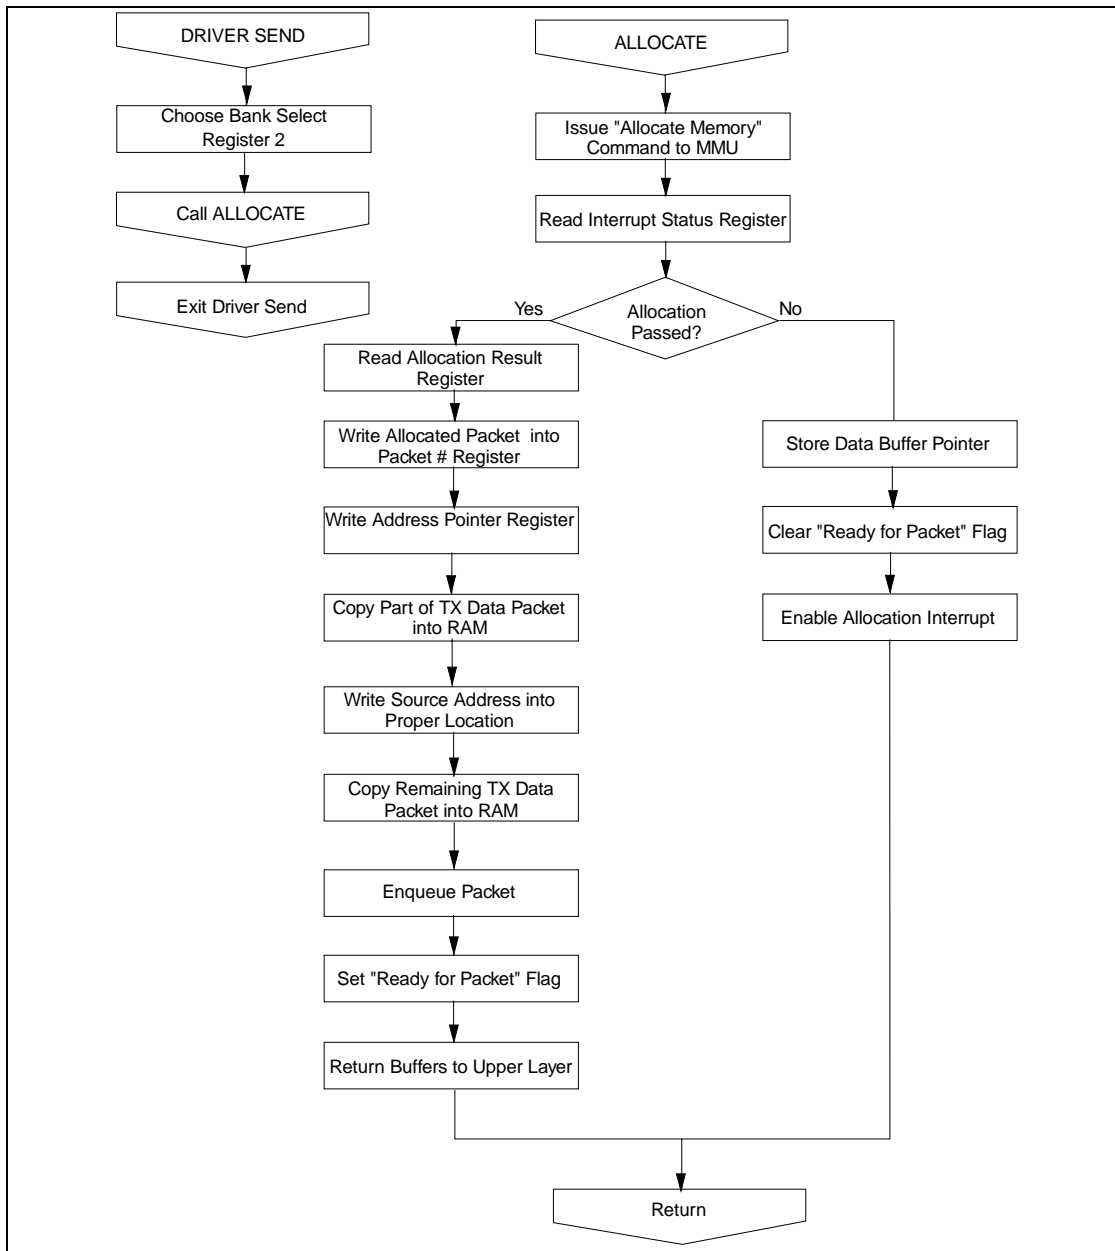 DRIVER SEND
Choose Bank Select
Register 2
Call ALLOCATE
Exit Driver Send
ALLOCATE
Issue "Allocate Memory"
Command to MMU
Read Interrupt Status Register
Allocation
Passed?
Yes
No
Read Allocation Result
Register
Write Allocated Packet into
Packet # Register
Write Address Pointer Register
Copy Part of TX Data Packet
into RAM
Write Source Address into
Proper Location
Copy Remaining TX Data
Packet into RAM
Enqueue Packet
Set "Ready for Packet" Flag
Return Buffers to Upper Layer
Store Data Buffer Pointer
Clear "Ready for Packet" Flag
Enable Allocation Interrupt
Return